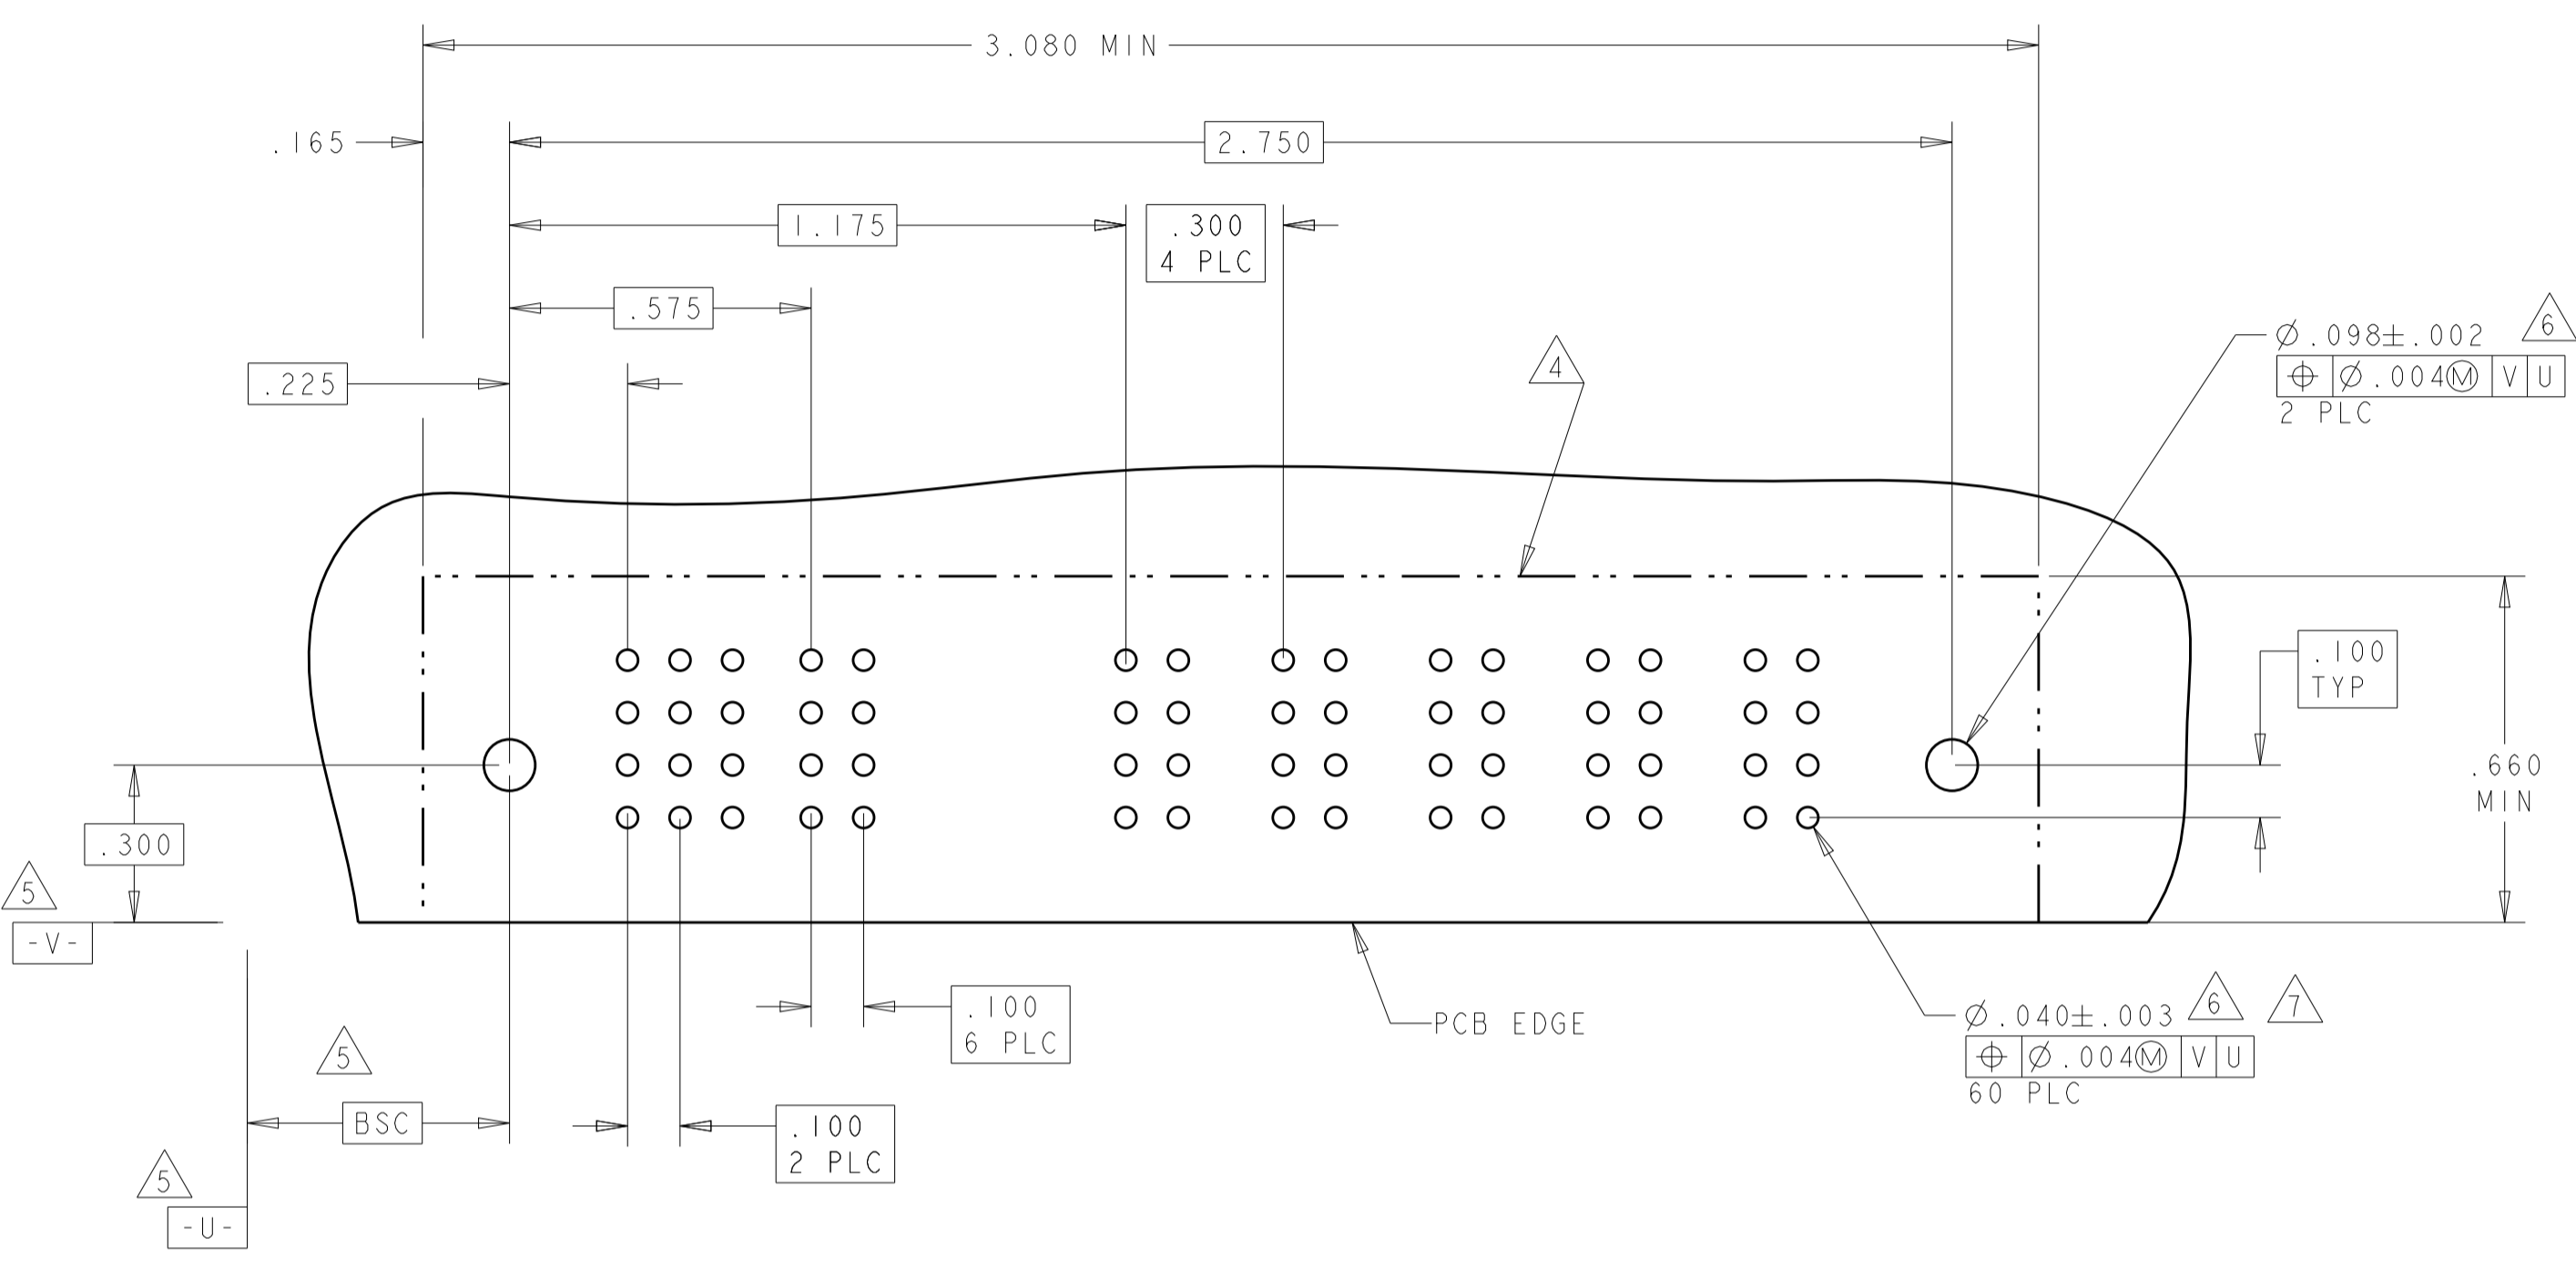 3.080 MIN
.165
2.750
1.175
.300
4 PLC
.575
.225
4
Ø.098±.002 6
⌖ Ø.004Ⓜ V U
2 PLC
.100
TYP
.660
MIN
.300
5
-V-
.100
6 PLC
PCB EDGE
Ø.040±.003 6 7
⌖ Ø.004Ⓜ V U
60 PLC
5
BSC
.100
2 PLC
5
-U-